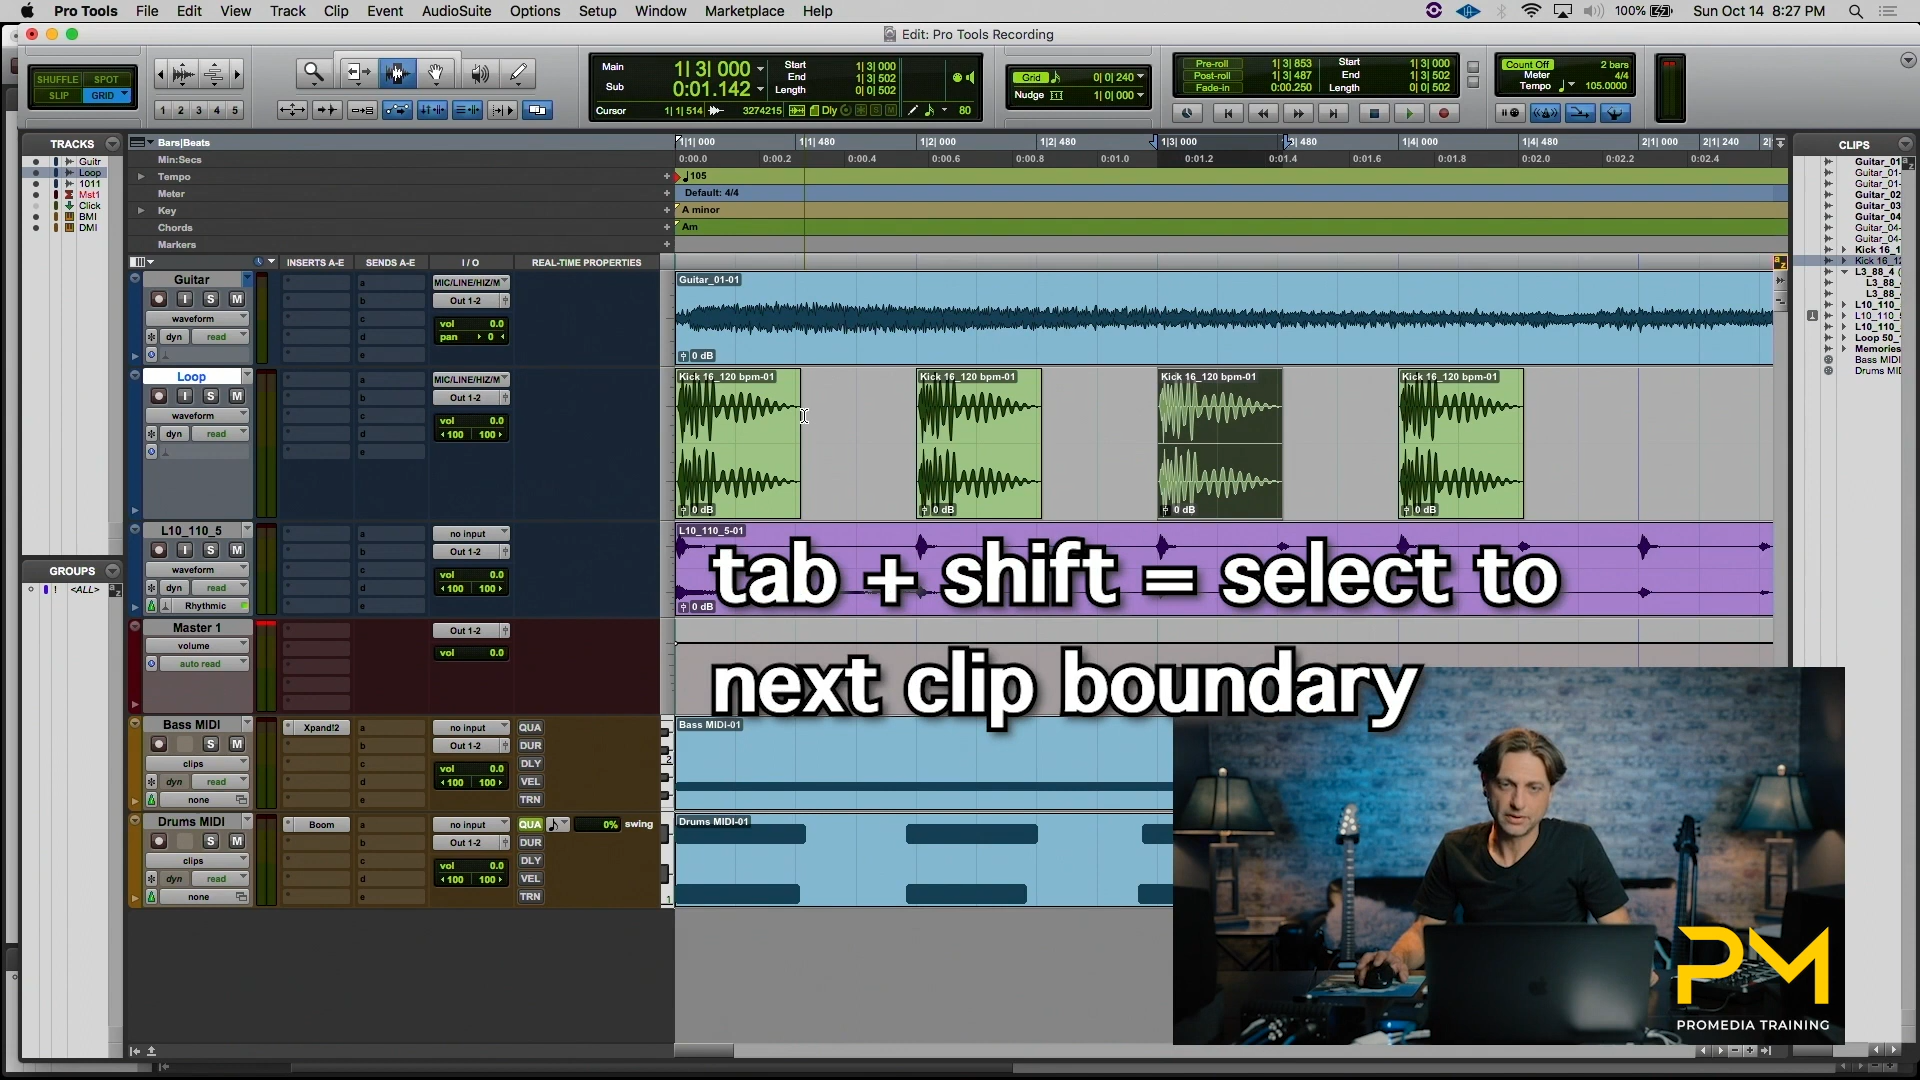 Pro Tools File Edit View Track Clip Event AudioSuite Options Setup Window Marketplace Help
100% Sun Oct 14 8:27 PM
Edit: Pro Tools Recording
SHUFFLE SPOT
SLIP GRID
1 2 3 4 5
Main 1| 3| 000
Sub 0:01.142
Start 1| 3| 000
End 1| 3| 502
Length 0| 0| 502
Cursor 1| 1| 514 3274215 Dly 80
Grid 0| 0| 240
Nudge 1| 0| 000
Pre-roll 1| 3| 853
Post-roll 1| 3| 487
Fade-in 0:00.250
Start 1| 3| 000
End 1| 3| 502
Length 0| 0| 502
Count Off 2 bars
Meter 4/4
Tempo 105.0000
TRACKS
Guitr
Loop
1011
Mst1
Click
BMI
DMI
GROUPS
! <ALL>
Bars|Beats 1|1| 000 1|1| 480 1|2| 000 1|2| 480 1|3| 000 480 1|4| 000 1|4| 480 2|1| 000 2|1| 240 2|
Min:Secs 0:00.0 0:00.2 0:00.4 0:00.6 0:00.8 0:01.0 0:01.2 0:01.4 0:01.6 0:01.8 0:02.0 0:02.2 0:02.4
Tempo 105
Meter Default: 4/4
Key A minor
Chords Am
Markers
INSERTS A-E SENDS A-E I / O REAL-TIME PROPERTIES
Guitar
I S M
waveform
dyn read
a
b
c
d
e
MIC/LINE/HIZ/M
Out 1-2
vol 0.0
pan 0
Guitar_01-01
0 dB
Loop
I S M
waveform
dyn read
a
b
c
d
e
MIC/LINE/HIZ/M
Out 1-2
vol 0.0
100 100
Kick 16_120 bpm-01 Kick 16_120 bpm-01 Kick 16_120 bpm-01 Kick 16_120 bpm-01
0 dB 0 dB 0 dB 0 dB
L10_110_5
I S M
waveform
dyn read
Rhythmic
a
b
c
d
e
no input
Out 1-2
vol 0.0
100 100
L10_110_5-01
0 dB
tab + shift = select to
next clip boundary
Master 1
volume
auto read
Out 1-2
vol 0.0
Bass MIDI
S M
clips
dyn read
none
Xpand!2
a
b
c
d
e
no input
Out 1-2
vol 0.0
100 100
QUA
DUR
DLY
VEL
TRN
2
Bass MIDI-01
Drums MIDI
S M
clips
dyn read
none
Boom
a
b
c
d
e
no input
Out 1-2
vol 0.0
100 100
QUA 0% swing
DUR
DLY
VEL
TRN
1
Drums MIDI-01
CLIPS
Guitar_01
Guitar_01-
Guitar_01-
Guitar_02
Guitar_03
Guitar_04
Guitar_04-
Guitar_04-
Kick 16_1
Kick 16_12
L3_88_4 (
L3_88_
L3_88_
L10_110_
L10_110_5
L10_110_
Loop 50_
Memories
Bass MIDI
Drums MID
PM
PROMEDIA TRAINING